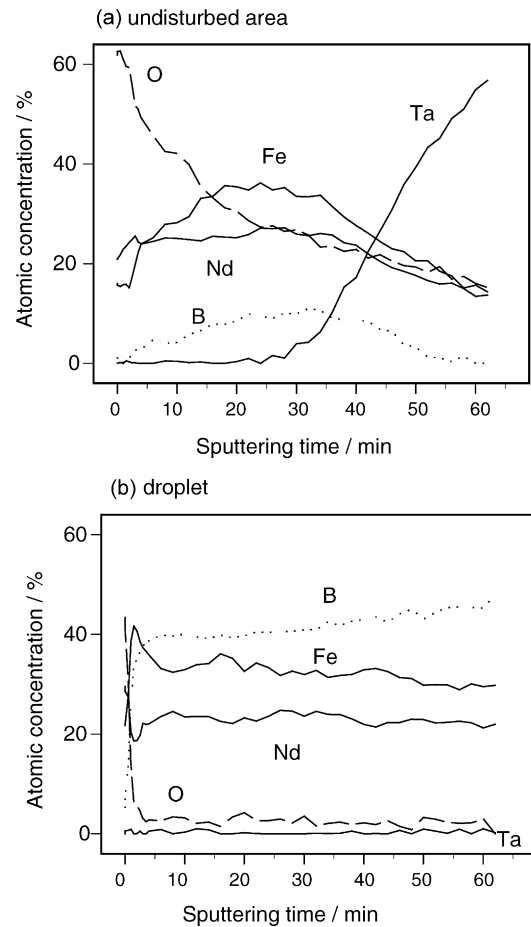 (a) undisturbed area
60
O
Ta
Fe
40
Atomic concentration / %
20
Nd
B
0
0 10 20 30 40 50 60
Sputtering time / min
(b) droplet
60
B
40
Fe
Atomic concentration / %
20
Nd
O
0
Ta
0 10 20 30 40 50 60
Sputtering time / min